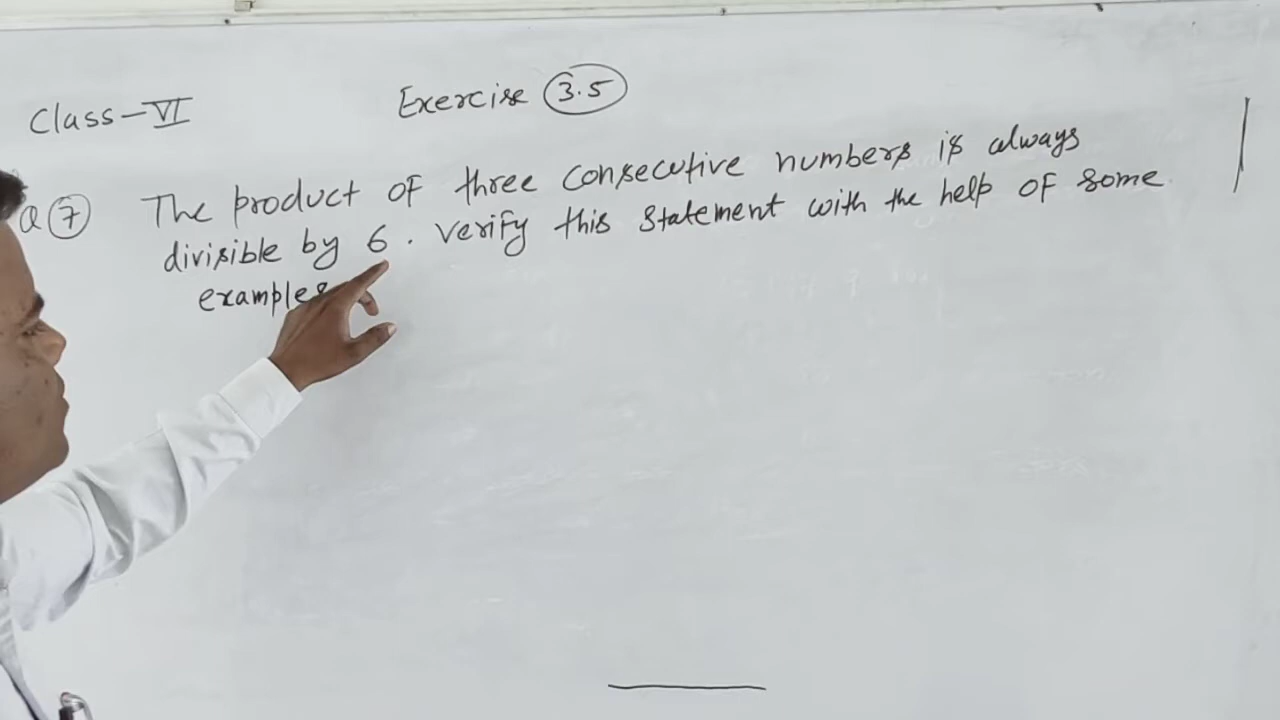 Class-VI
Exercise 3.5
Q 7 The product of three consecutive numbers is always
divisible by 6. Verify this statement with the help of some
examples